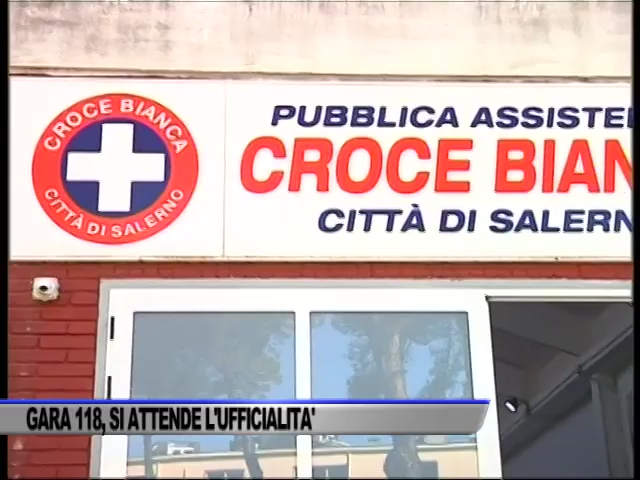 CROCE BIANCA
CITTÀ DI SALERNO
PUBBLICA ASSISTE
CROCE BIAN
CITTÀ DI SALERN
GARA 118, SI ATTENDE L'UFFICIALITA'